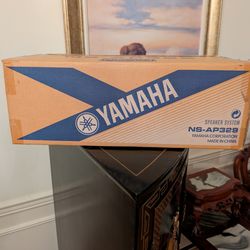 YAMAHA
SPEAKER SYSTEM
NS-AP329
YAMAHA CORPORATION
MADE IN CHINA